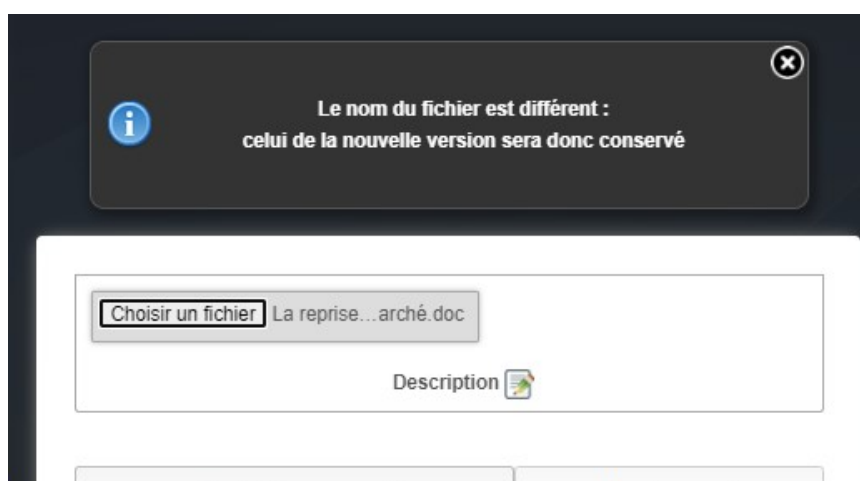 Le nom du fichier est différent :
celui de la nouvelle version sera donc conservé
Choisir un fichier La reprise…arché.doc
Description